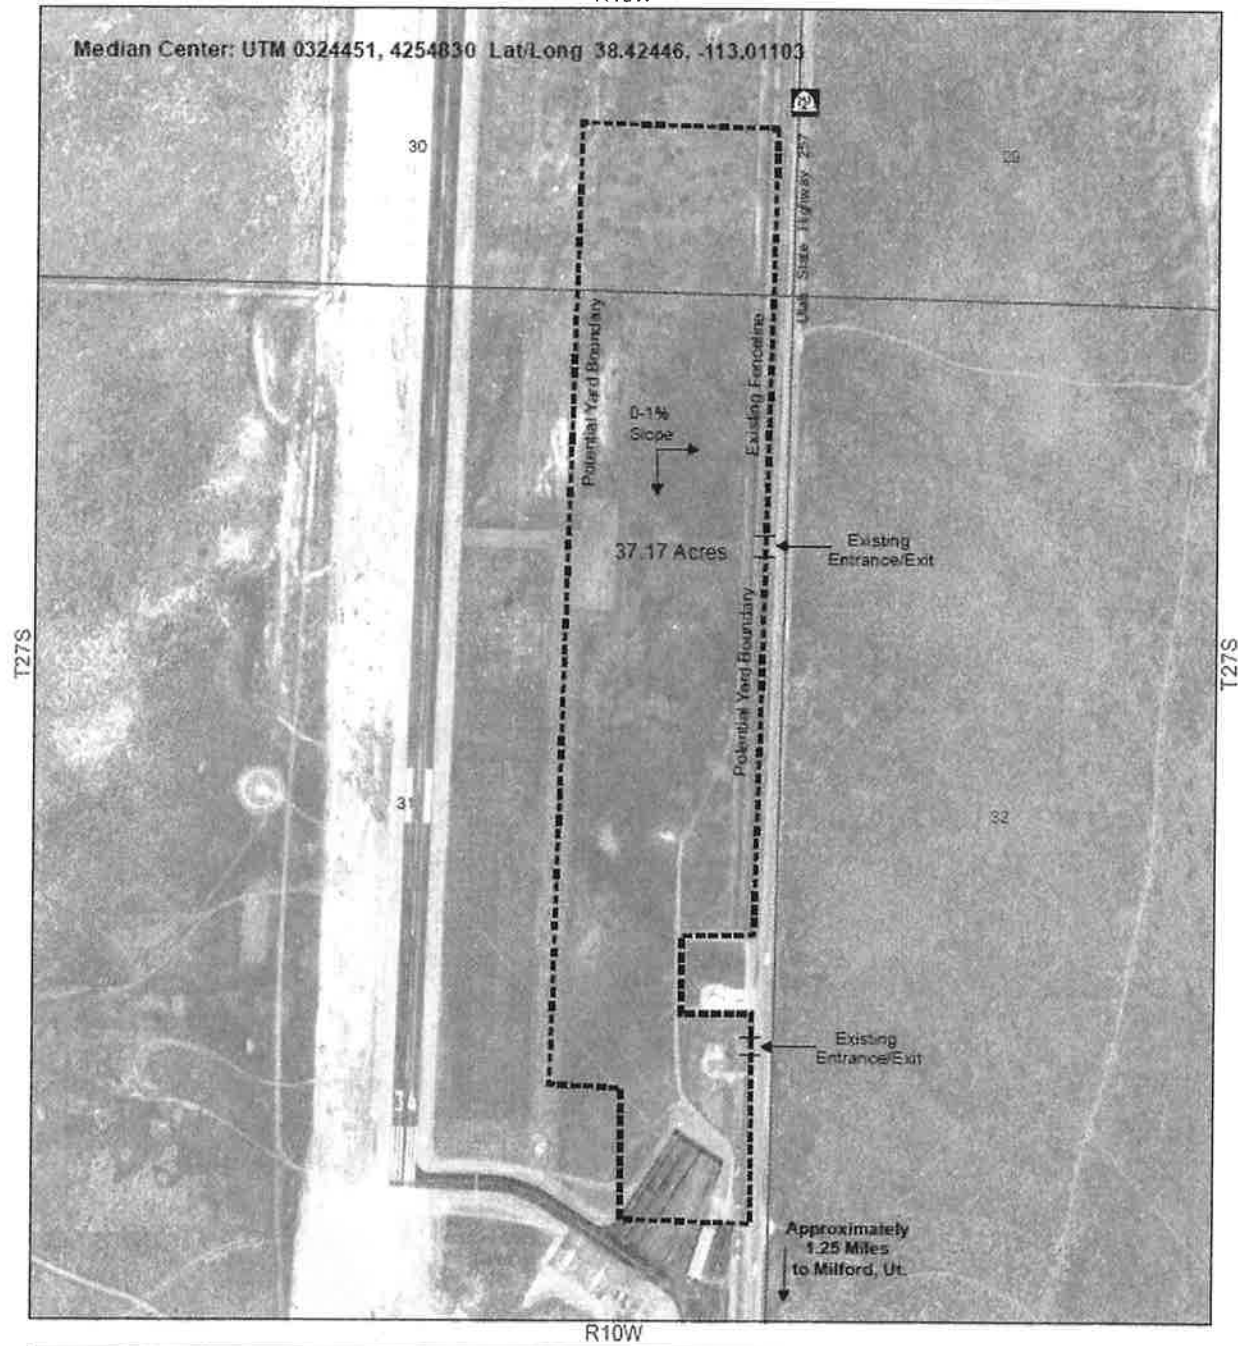 Median Center: UTM 0324451, 4254830 Lat/Long 38.42446, -113.01103
30
29
Utah State Highway 257
Potential Yard Boundary
Existing Fenceline
0-1%
Slope
37.17 Acres
Existing
Entrance/Exit
T27S
T27S
Potential Yard Boundary
31
32
Existing
Entrance/Exit
34
Approximately
1.25 Miles
to Milford, Ut.
R10W